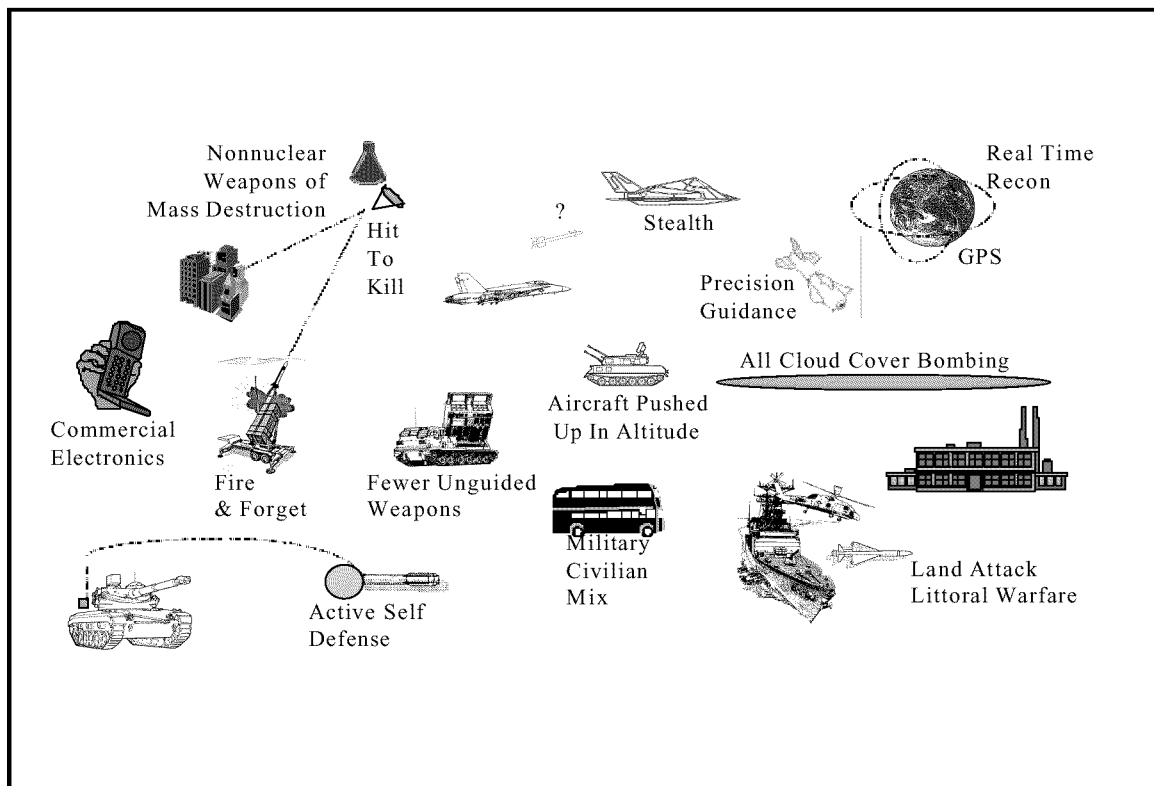 Nonnuclear
Weapons of
Mass Destruction
Hit
To
Kill
?
Stealth
Real Time
Recon
GPS
Precision
Guidance
All Cloud Cover Bombing
Commercial
Electronics
Fire
& Forget
Fewer Unguided
Weapons
Aircraft Pushed
Up In Altitude
Military
Civilian
Mix
Land Attack
Littoral Warfare
Active Self
Defense